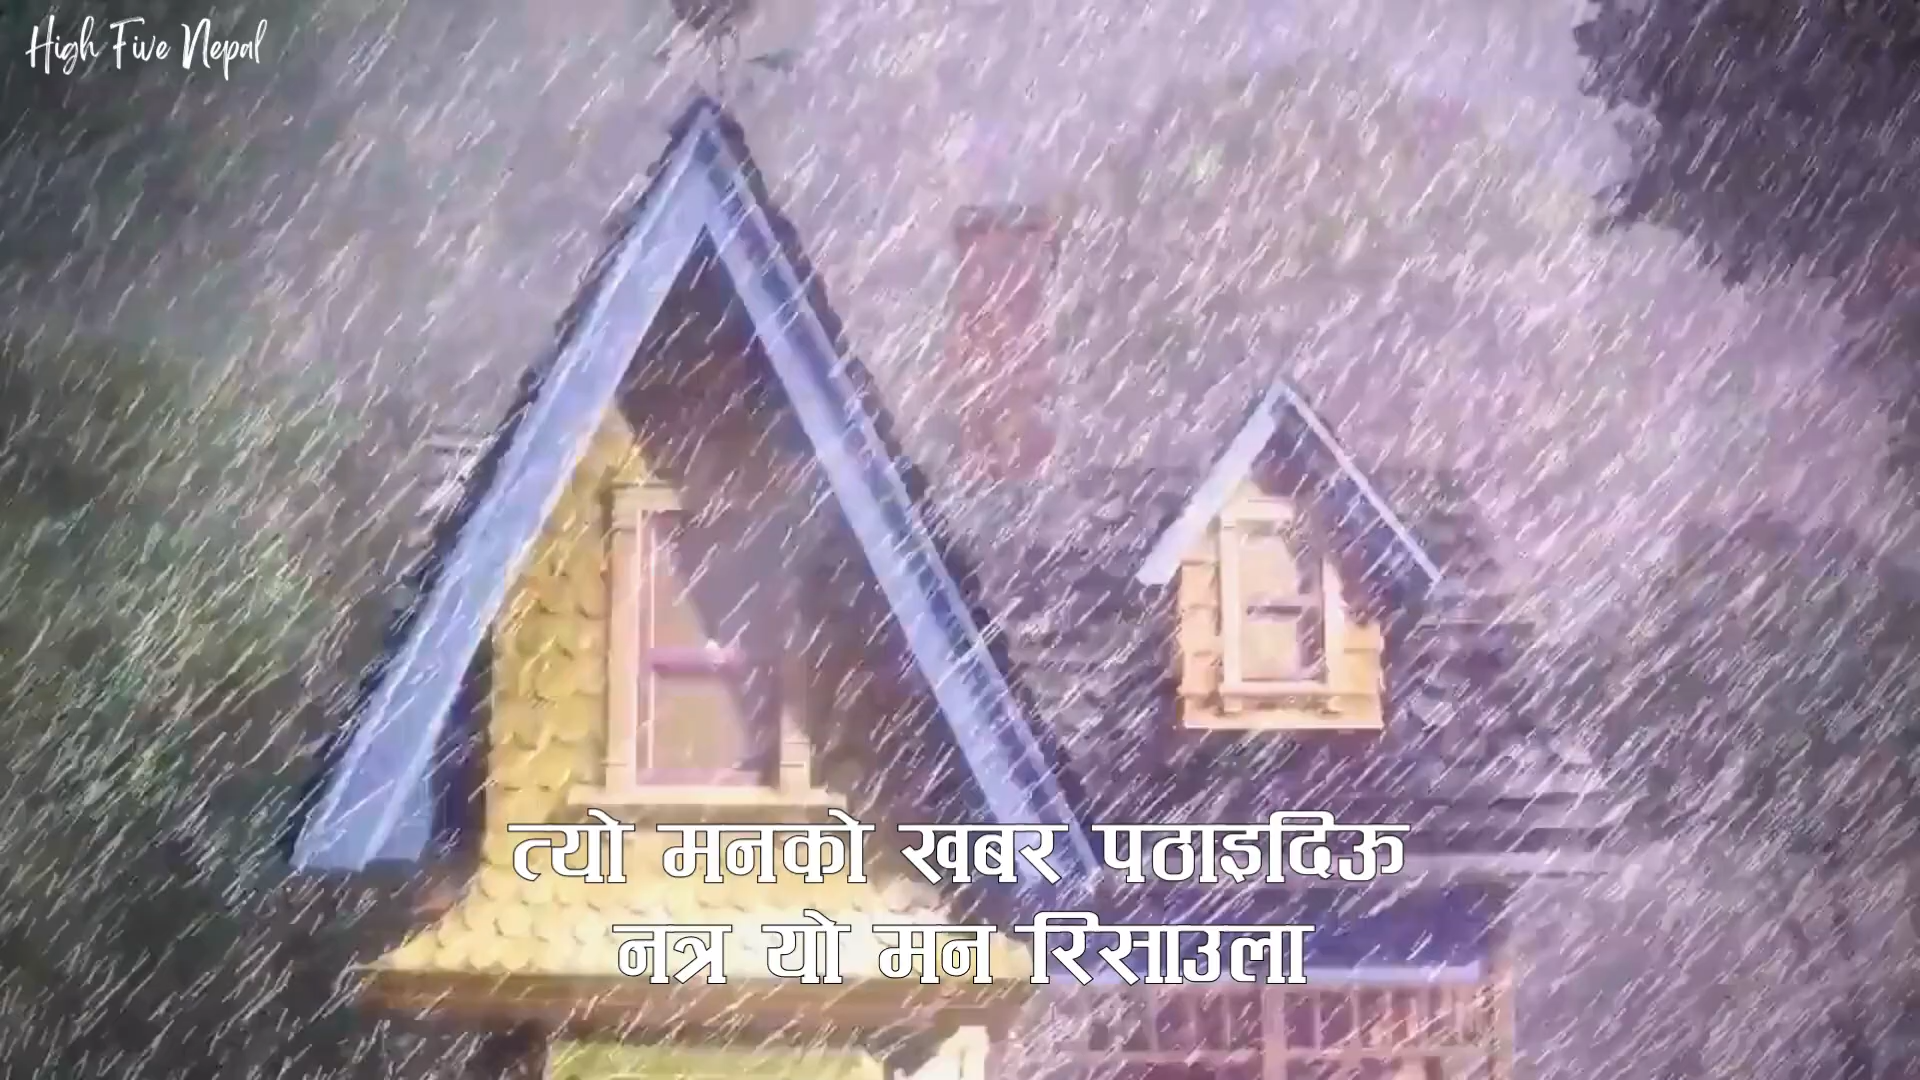 High Five Nepal
त्यो मनको खबर पठाइदिऊ
नत्र यो मन रिसाउला